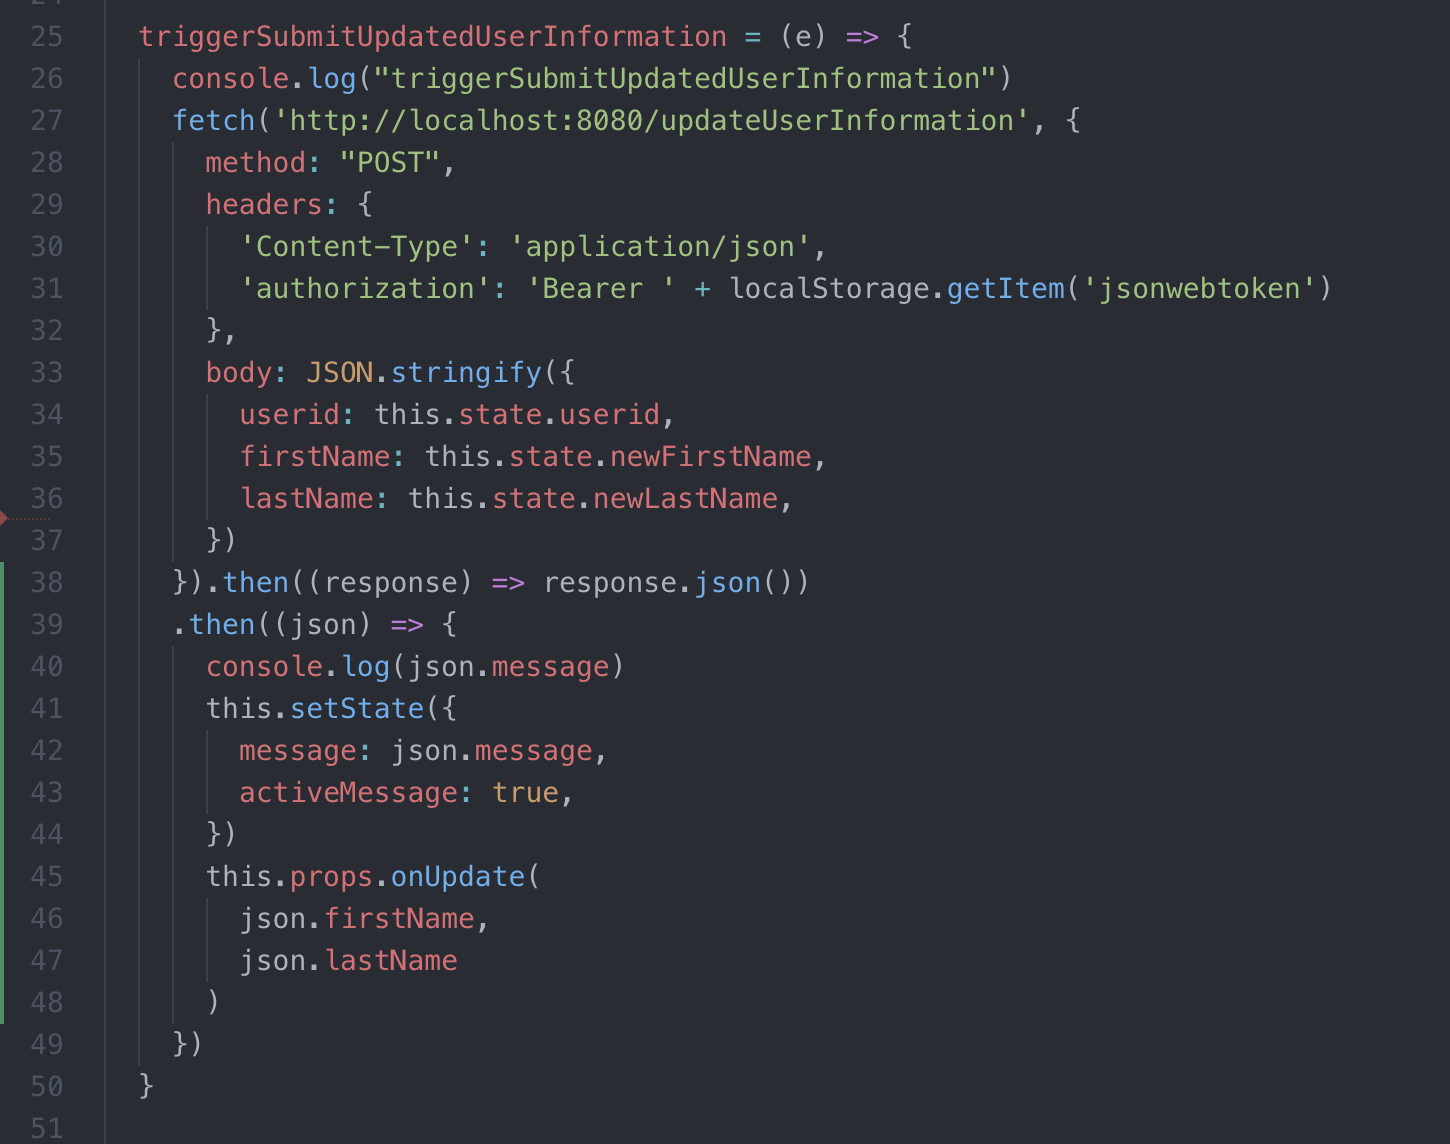 25 triggerSubmitUpdatedUserInformation = (e) => {
26 console.log("triggerSubmitUpdatedUserInformation")
27 fetch('http://localhost:8080/updateUserInformation', {
28 method: "POST",
29 headers: {
30 'Content-Type': 'application/json',
31 'authorization': 'Bearer ' + localStorage.getItem('jsonwebtoken')
32 },
33 body: JSON.stringify({
34 userid: this.state.userid,
35 firstName: this.state.newFirstName,
36 lastName: this.state.newLastName,
37 })
38 }).then((response) => response.json())
39 .then((json) => {
40 console.log(json.message)
41 this.setState({
42 message: json.message,
43 activeMessage: true,
44 })
45 this.props.onUpdate(
46 json.firstName,
47 json.lastName
48 )
49 })
50 }
51